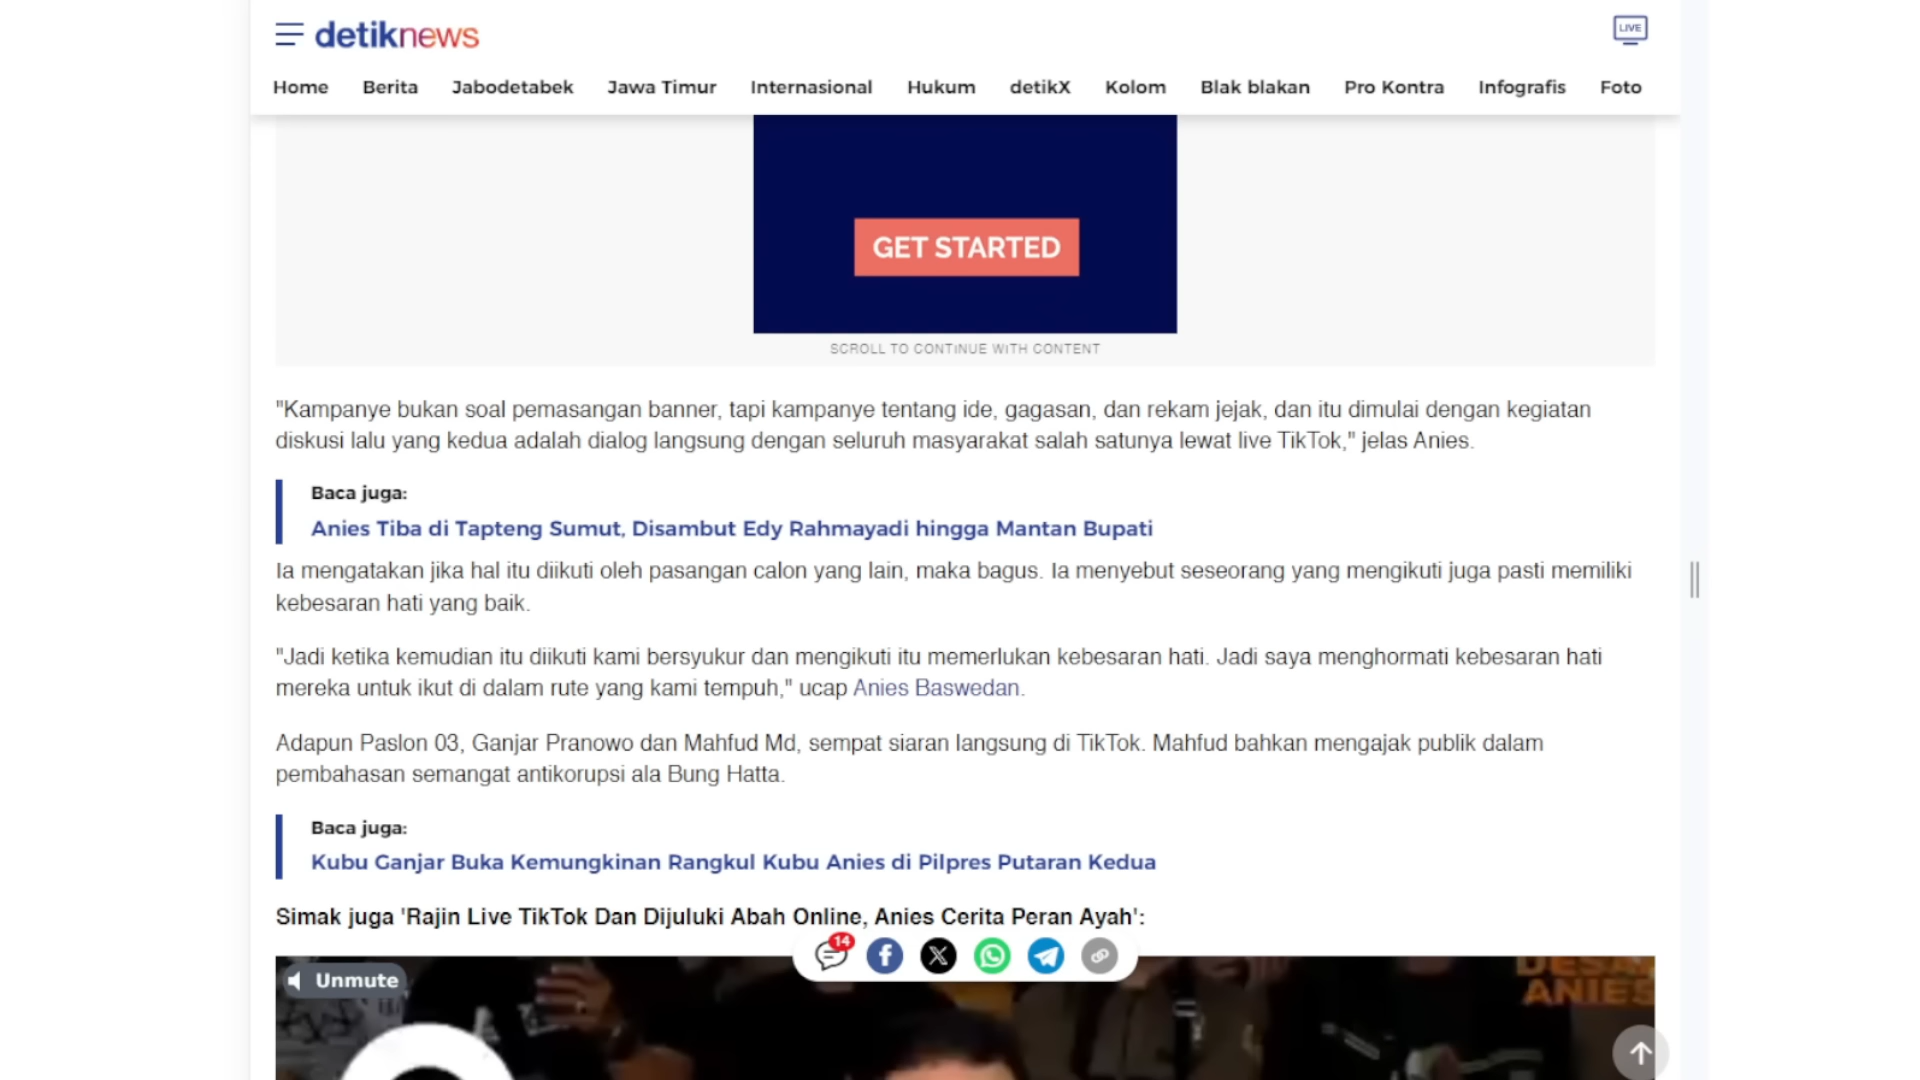 detiknews
LIVE
Home Berita Jabodetabek Jawa Timur Internasional Hukum detikX Kolom Blak blakan Pro Kontra Infografis Foto
GET STARTED
SCROLL TO CONTINUE WITH CONTENT
"Kampanye bukan soal pemasangan banner, tapi kampanye tentang ide, gagasan, dan rekam jejak, dan itu dimulai dengan kegiatan
diskusi lalu yang kedua adalah dialog langsung dengan seluruh masyarakat salah satunya lewat live TikTok," jelas Anies.
Baca juga:
Anies Tiba di Tapteng Sumut, Disambut Edy Rahmayadi hingga Mantan Bupati
Ia mengatakan jika hal itu diikuti oleh pasangan calon yang lain, maka bagus. Ia menyebut seseorang yang mengikuti juga pasti memiliki
kebesaran hati yang baik.
"Jadi ketika kemudian itu diikuti kami bersyukur dan mengikuti itu memerlukan kebesaran hati. Jadi saya menghormati kebesaran hati
mereka untuk ikut di dalam rute yang kami tempuh," ucap Anies Baswedan.
Adapun Paslon 03, Ganjar Pranowo dan Mahfud Md, sempat siaran langsung di TikTok. Mahfud bahkan mengajak publik dalam
pembahasan semangat antikorupsi ala Bung Hatta.
Baca juga:
Kubu Ganjar Buka Kemungkinan Rangkul Kubu Anies di Pilpres Putaran Kedua
Simak juga 'Rajin Live TikTok Dan Dijuluki Abah Online, Anies Cerita Peran Ayah':
14
Unmute
DESAK
ANIES